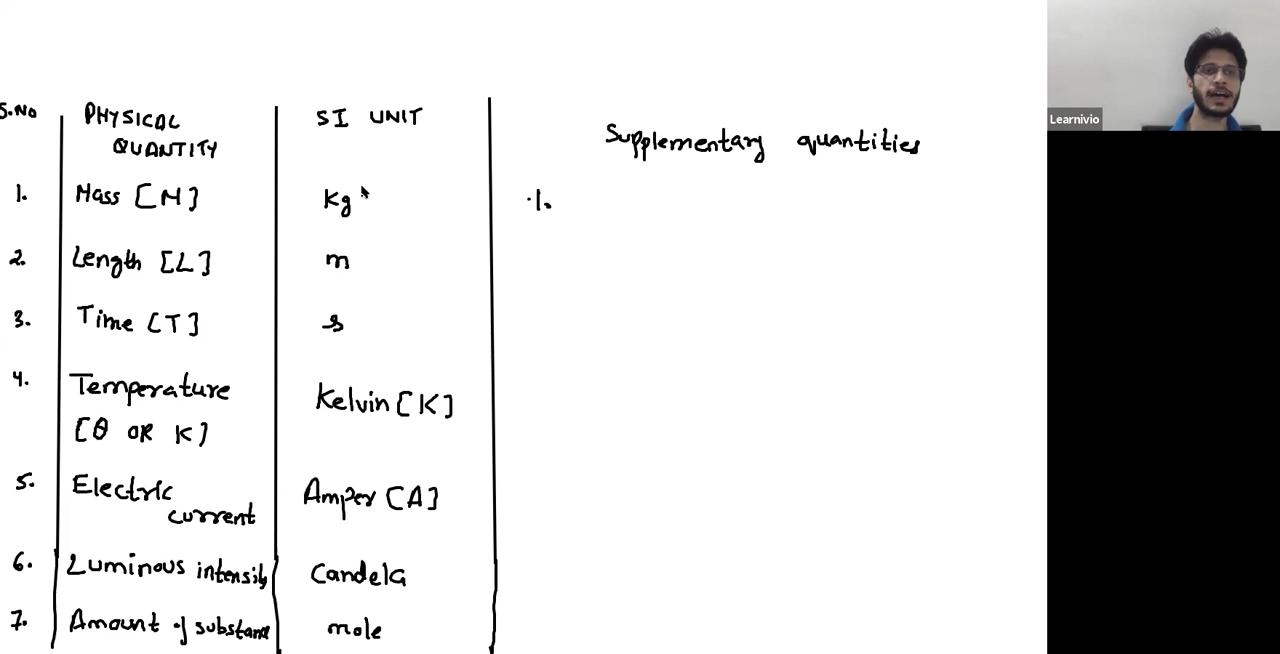 S.No PHYSICAL QUANTITY SI UNIT
1. Mass [M] kg
2. Length [L] m
3. Time [T] s
4. Temperature [θ OR K] Kelvin [K]
5. Electric current Amper [A]
6. Luminous intensity Candela
7. Amount of substance mole
Supplementary quantities
1.
Learnivio